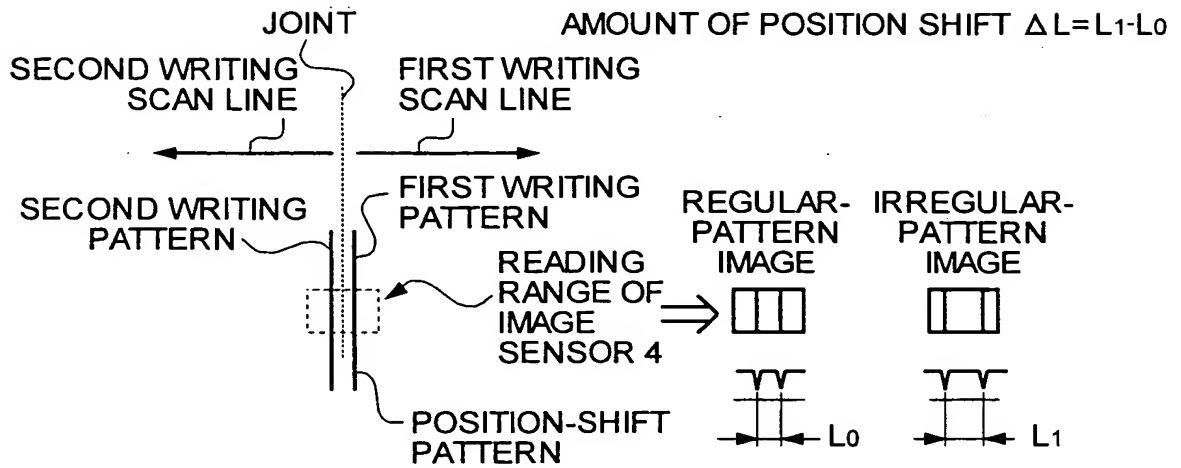 JOINT
AMOUNT OF POSITION SHIFT Δ L=L1-L0
SECOND WRITING
SCAN LINE
FIRST WRITING
SCAN LINE
SECOND WRITING
PATTERN
FIRST WRITING
PATTERN
READING
RANGE OF
IMAGE
SENSOR 4
POSITION-SHIFT
PATTERN
REGULAR-
PATTERN
IMAGE
IRREGULAR-
PATTERN
IMAGE
L0
L1